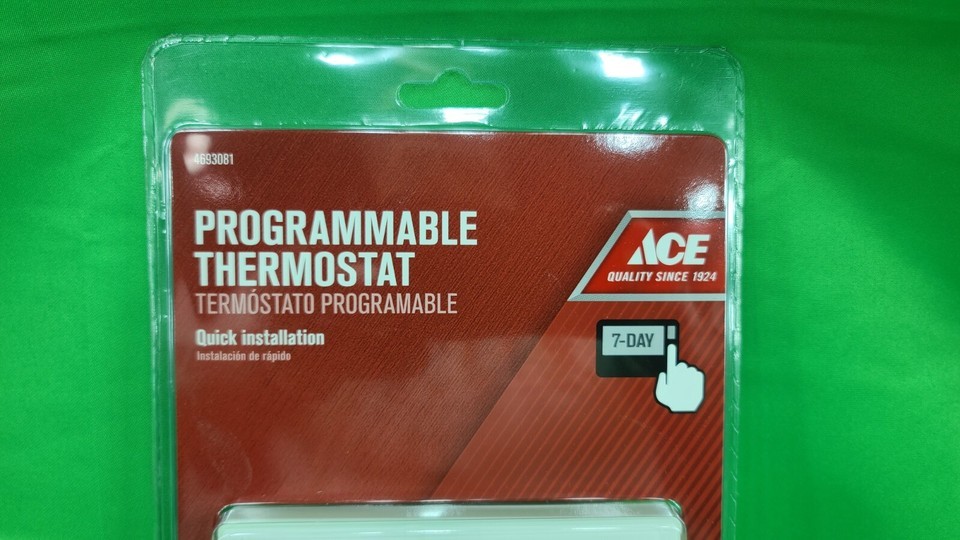 4693081
PROGRAMMABLE
THERMOSTAT
TERMÓSTATO PROGRAMABLE
Quick installation
Instalación de rápido
ACE
QUALITY SINCE 1924
7-DAY